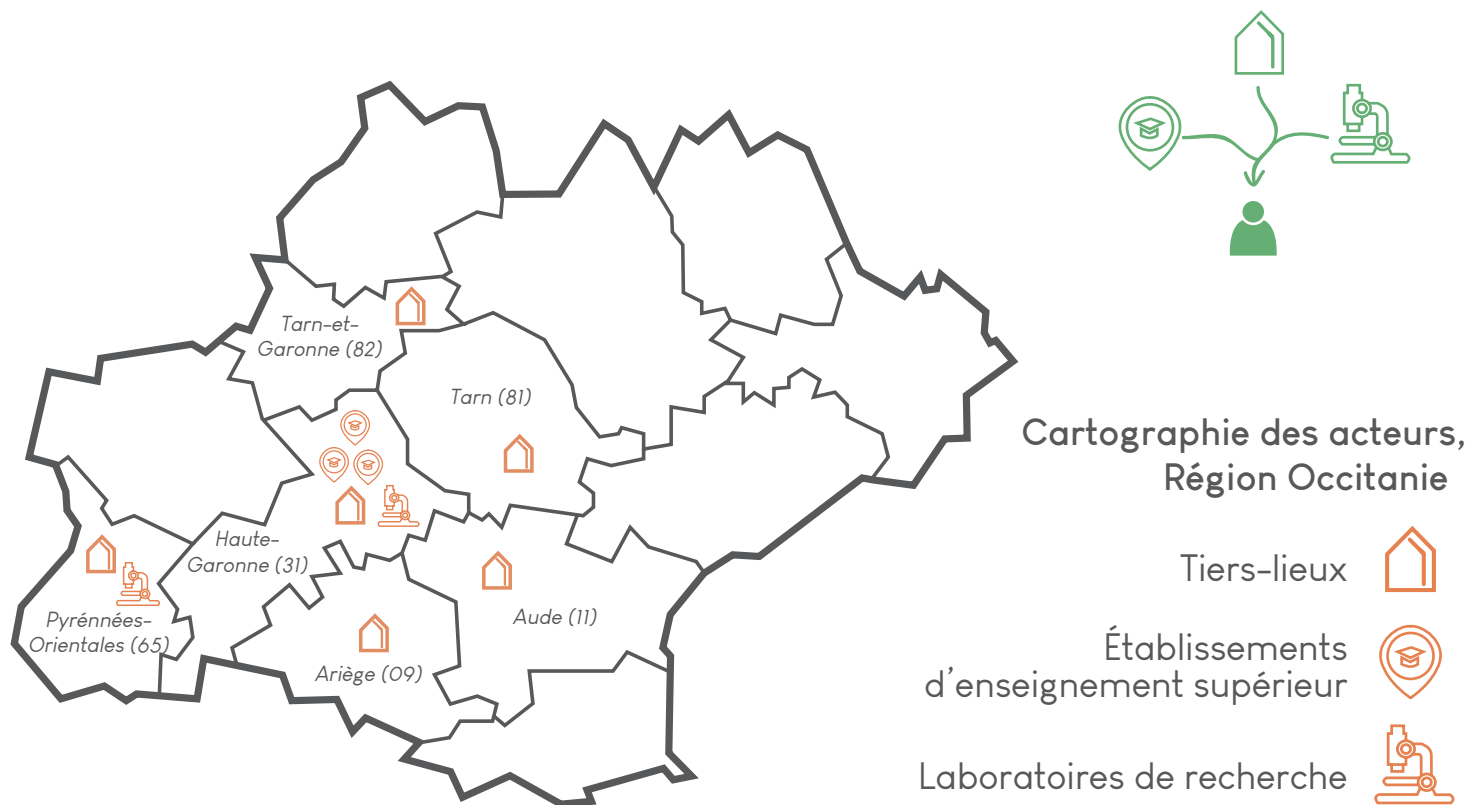 Tarn-et-
Garonne (82)
Tarn (81)
Haute-
Garonne (31)
Pyrénnées-
Orientales (65)
Aude (11)
Ariège (09)
Cartographie des acteurs,
Région Occitanie
Tiers-lieux
Établissements
d'enseignement supérieur
Laboratoires de recherche